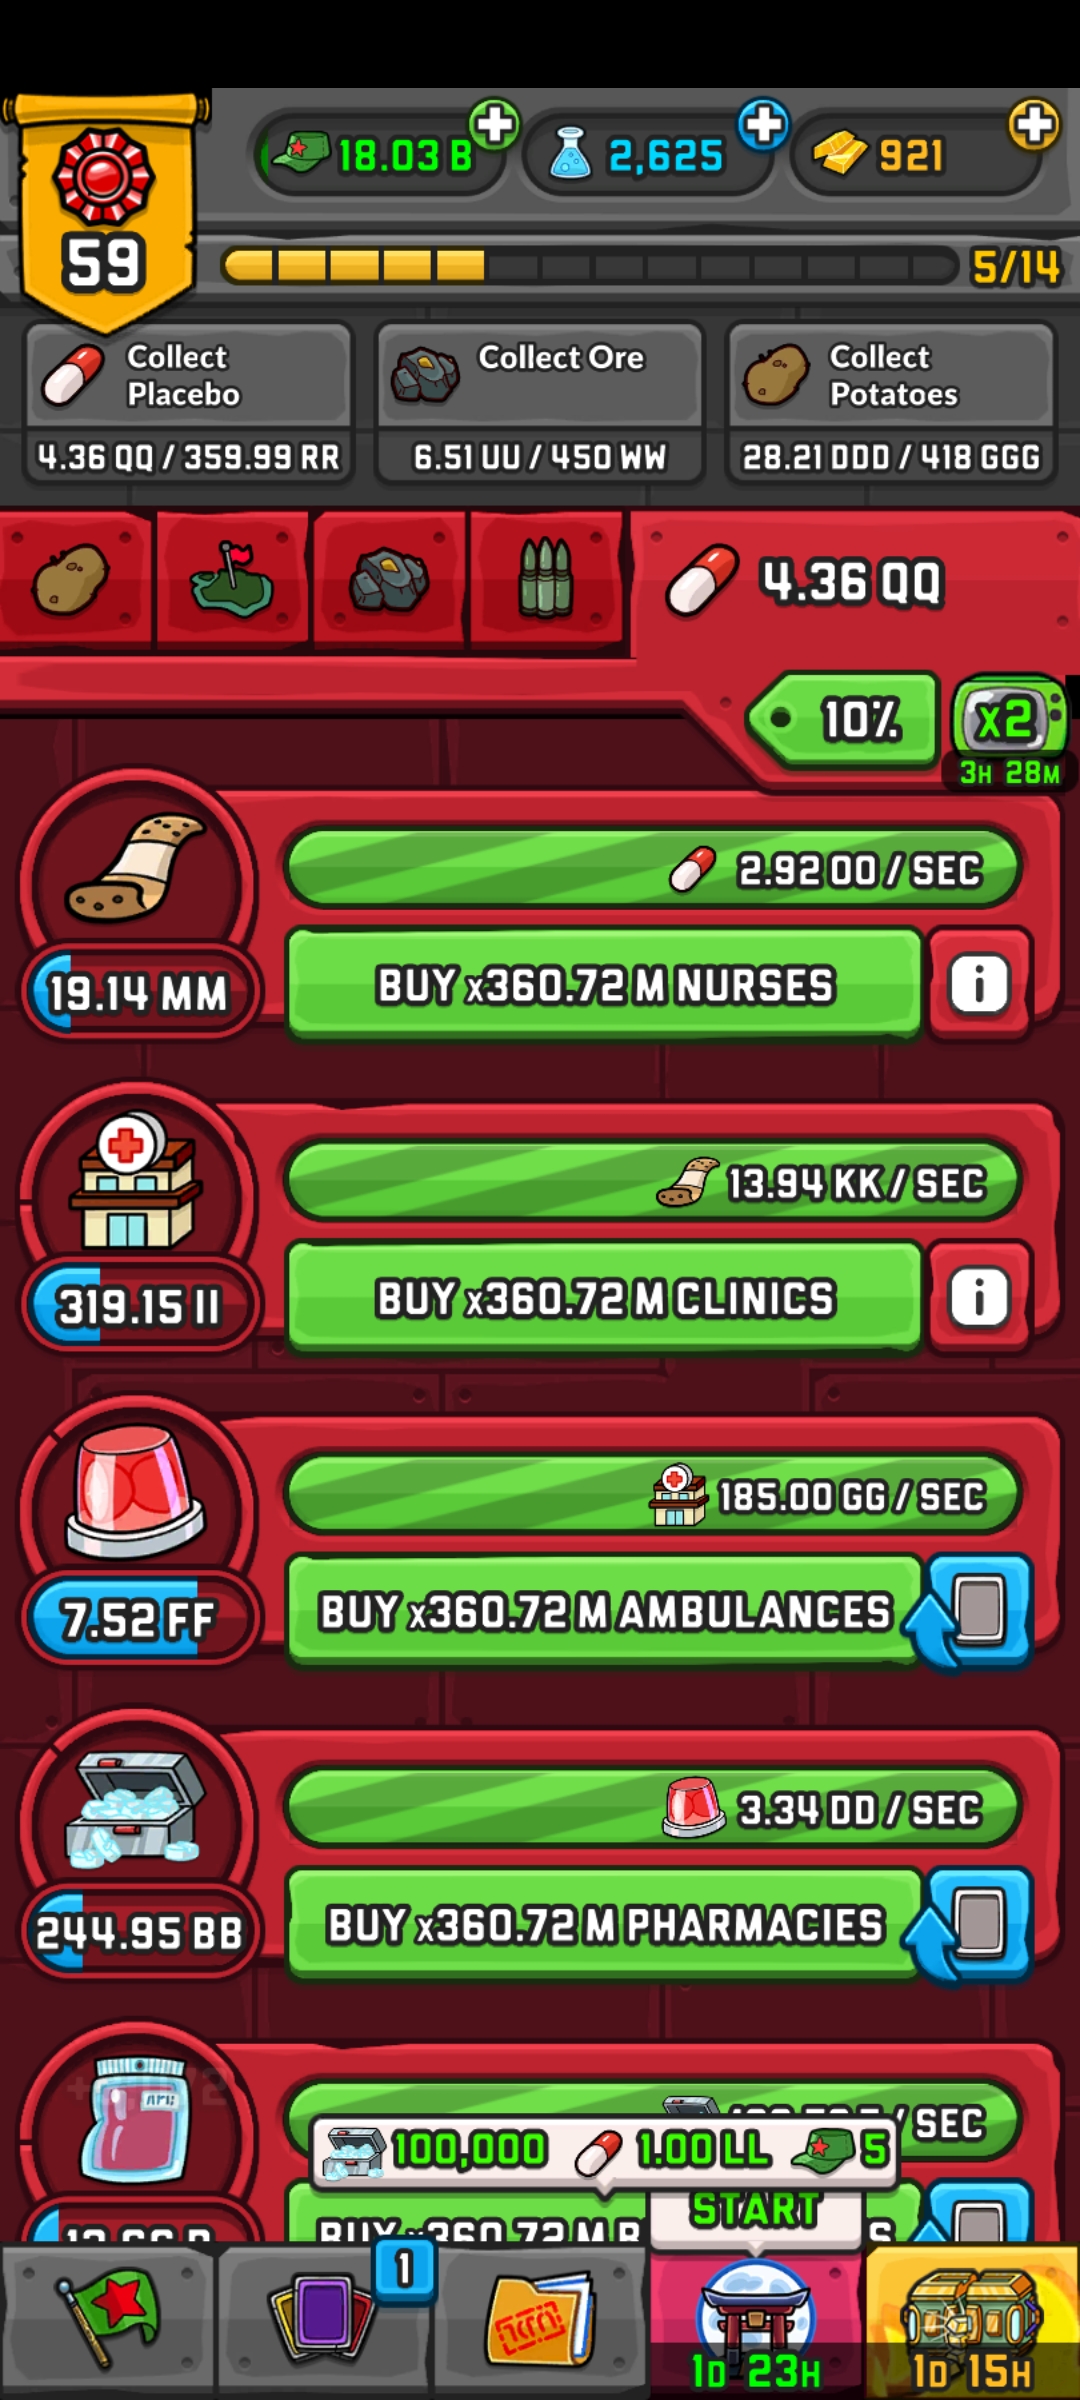 18.03 B
2,625
921
59
5/14
Collect Placebo
4.36 QQ / 359.99 RR
Collect Ore
6.51 UU / 450 WW
Collect Potatoes
28.21 DDD / 418 GGG
4.36 QQ
10%
x2
3H 28M
2.92 OO / SEC
19.14 MM
BUY x360.72 M NURSES
i
13.94 KK / SEC
319.15 II
BUY x360.72 M CLINICS
i
185.00 GG / SEC
7.52 FF
BUY x360.72 M AMBULANCES
3.34 DD / SEC
244.95 BB
BUY x360.72 M PHARMACIES
/ SEC
100,000
1.00 LL
5
BUY x360.72 M B
START
S
1
1D 23H
1D 15H